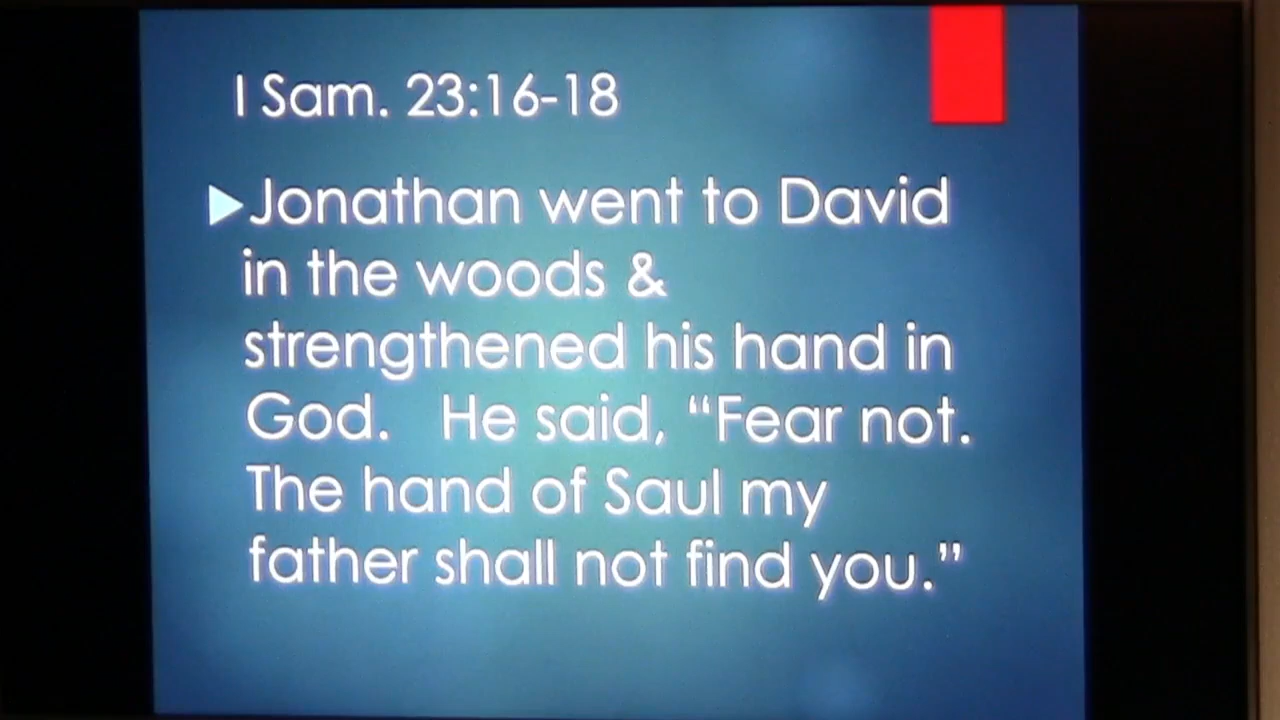 I Sam. 23:16-18
Jonathan went to David
in the woods &
strengthened his hand in
God. He said, “Fear not.
The hand of Saul my
father shall not find you.”